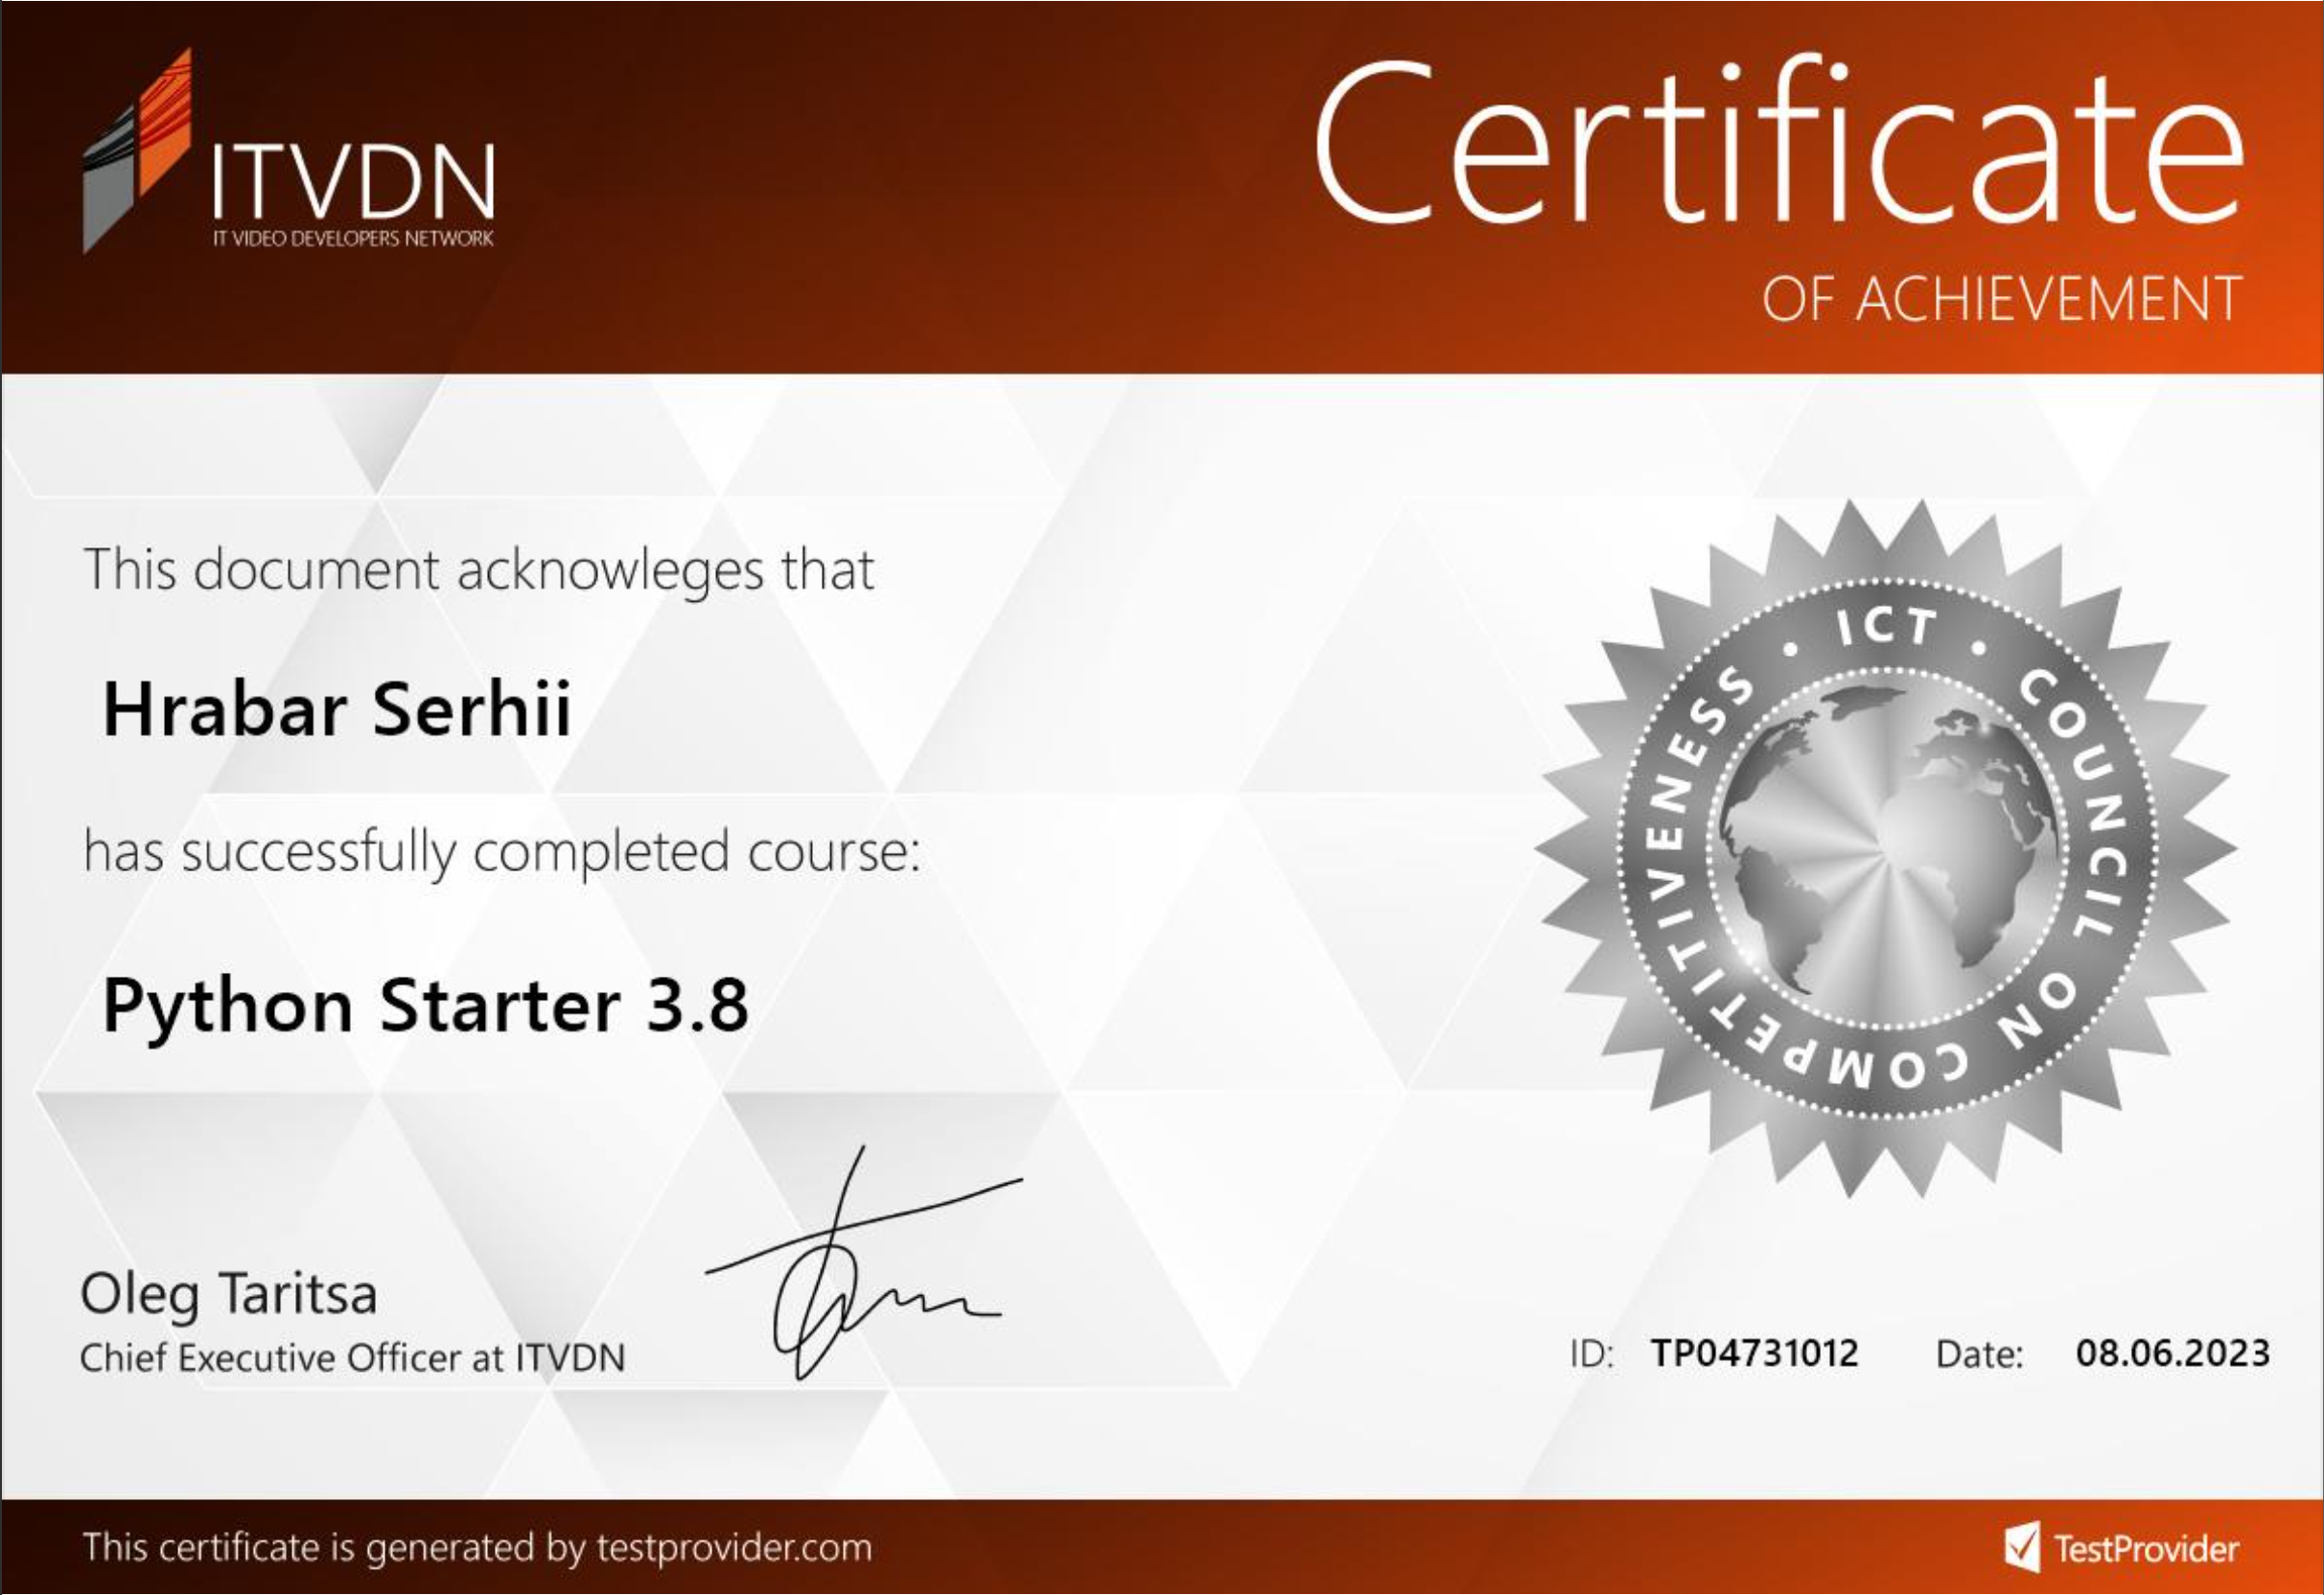 ITVDN
IT VIDEO DEVELOPERS NETWORK
Certificate
OF ACHIEVEMENT
This document acknowleges that
Hrabar Serhii
has successfully completed course:
Python Starter 3.8
• ICT • COUNCIL ON COMPETITIVENESS
Oleg Taritsa
Chief Executive Officer at ITVDN
ID: TP04731012 Date: 08.06.2023
This certificate is generated by testprovider.com
TestProvider